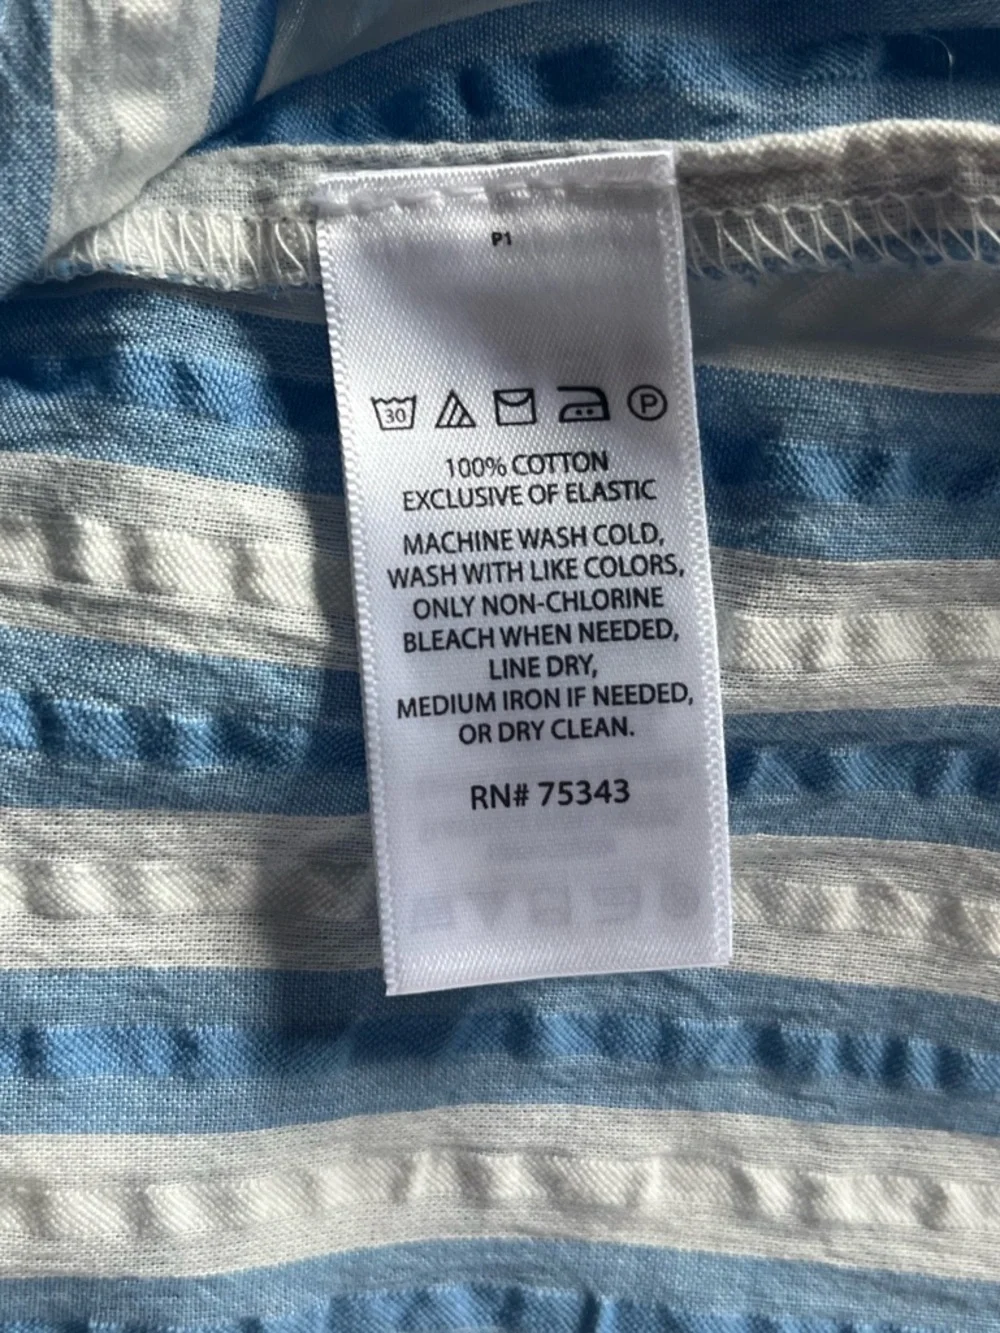 P1
30 P
100% COTTON
EXCLUSIVE OF ELASTIC
MACHINE WASH COLD,
WASH WITH LIKE COLORS,
ONLY NON-CHLORINE
BLEACH WHEN NEEDED,
LINE DRY,
MEDIUM IRON IF NEEDED,
OR DRY CLEAN.
RN# 75343